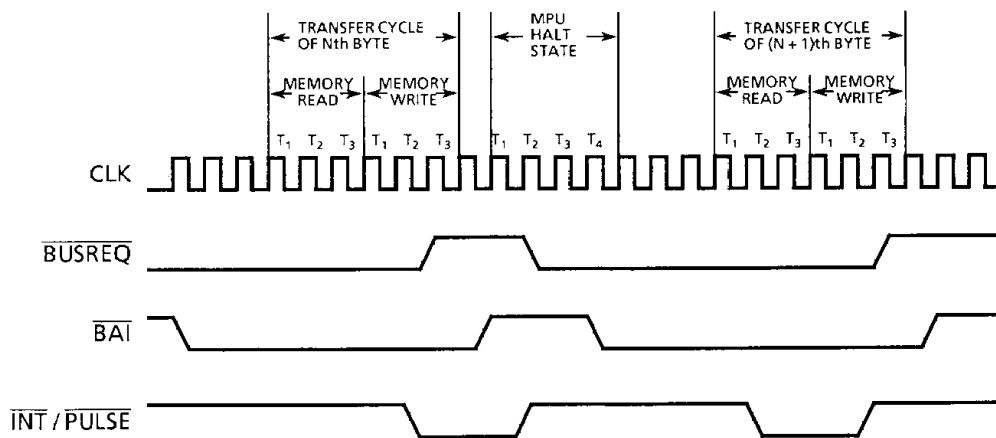 TRANSFER CYCLE
OF Nth BYTE
MPU
HALT
STATE
TRANSFER CYCLE
OF (N + 1)th BYTE
MEMORY
READ
MEMORY
WRITE
MEMORY
READ
MEMORY
WRITE
T₁ T₂ T₃ T₁ T₂ T₃ T₁ T₂ T₃ T₄ T₁ T₂ T₃ T₁ T₂ T₃
CLK
BUSREQ
BAI
INT / PULSE